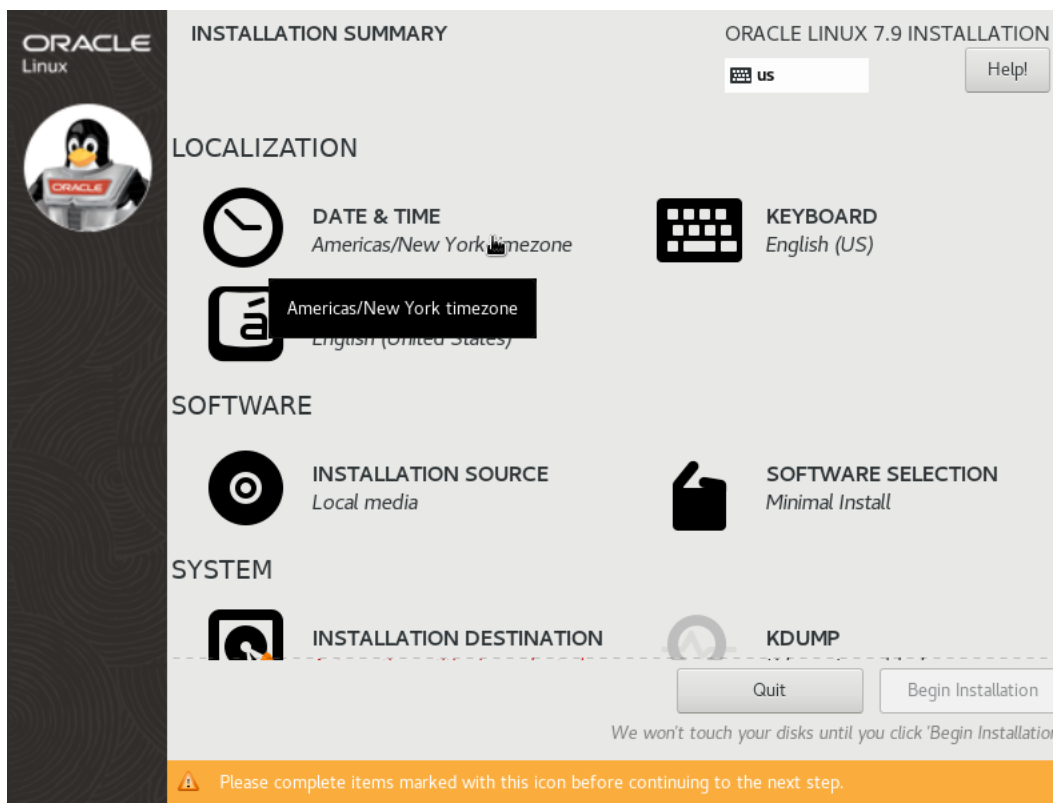 ORACLE
Linux
INSTALLATION SUMMARY
ORACLE LINUX 7.9 INSTALLATION
us
Help!
ORACLE
LOCALIZATION
DATE & TIME
Americas/New York timezone
KEYBOARD
English (US)
á
Americas/New York timezone
English (United States)
SOFTWARE
INSTALLATION SOURCE
Local media
SOFTWARE SELECTION
Minimal Install
SYSTEM
INSTALLATION DESTINATION
KDUMP
Quit
Begin Installation
We won't touch your disks until you click 'Begin Installation
Please complete items marked with this icon before continuing to the next step.